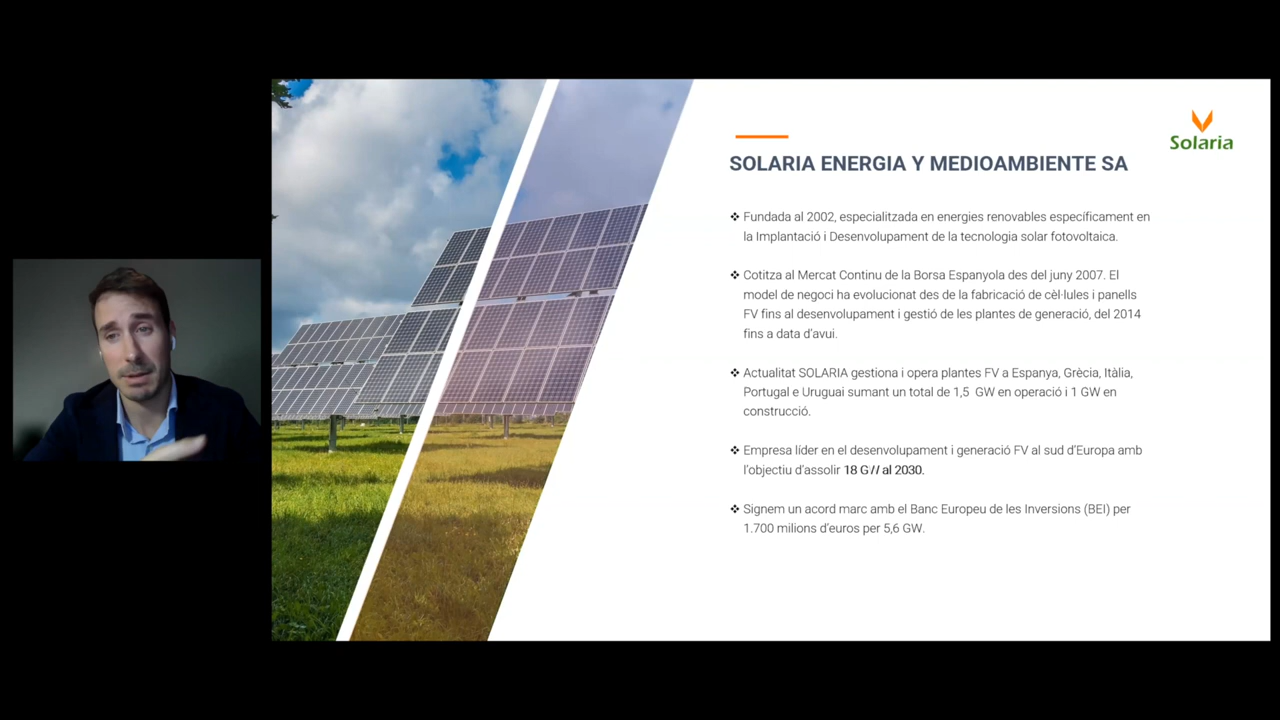 Solaria
SOLARIA ENERGIA Y MEDIOAMBIENTE SA
Fundada al 2002, especialitzada en energies renovables específicament en
la Implantació i Desenvolupament de la tecnologia solar fotovoltaica.
Cotitza al Mercat Continu de la Borsa Espanyola des del juny 2007. El
model de negoci ha evolucionat des de la fabricació de cèl·lules i panells
FV fins al desenvolupament i gestió de les plantes de generació, del 2014
fins a data d'avui.
Actualitat SOLARIA gestiona i opera plantes FV a Espanya, Grècia, Itàlia,
Portugal e Uruguai sumant un total de 1,5 GW en operació i 1 GW en
construcció.
Empresa líder en el desenvolupament i generació FV al sud d'Europa amb
l'objectiu d'assolir 18 G// al 2030.
Signem un acord marc amb el Banc Europeu de les Inversions (BEI) per
1.700 milions d'euros per 5,6 GW.